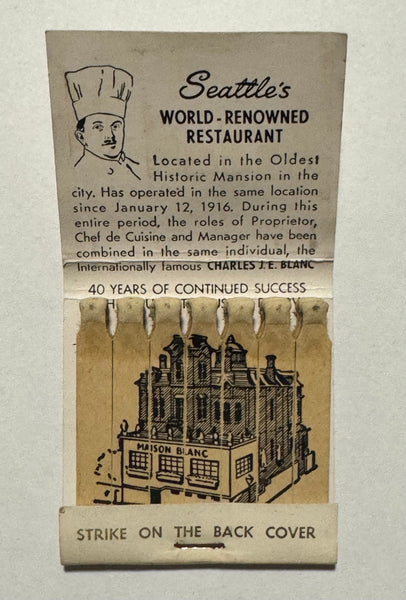 Seattle's
WORLD-RENOWNED
RESTAURANT
Located in the Oldest
Historic Mansion in the
city. Has operated in the same location
since January 12, 1916. During this
entire period, the roles of Proprietor,
Chef de Cuisine and Manager have been
combined in the same individual, the
Internationally famous CHARLES J. E. BLANC
40 YEARS OF CONTINUED SUCCESS
MAISON BLANC
STRIKE ON THE BACK COVER